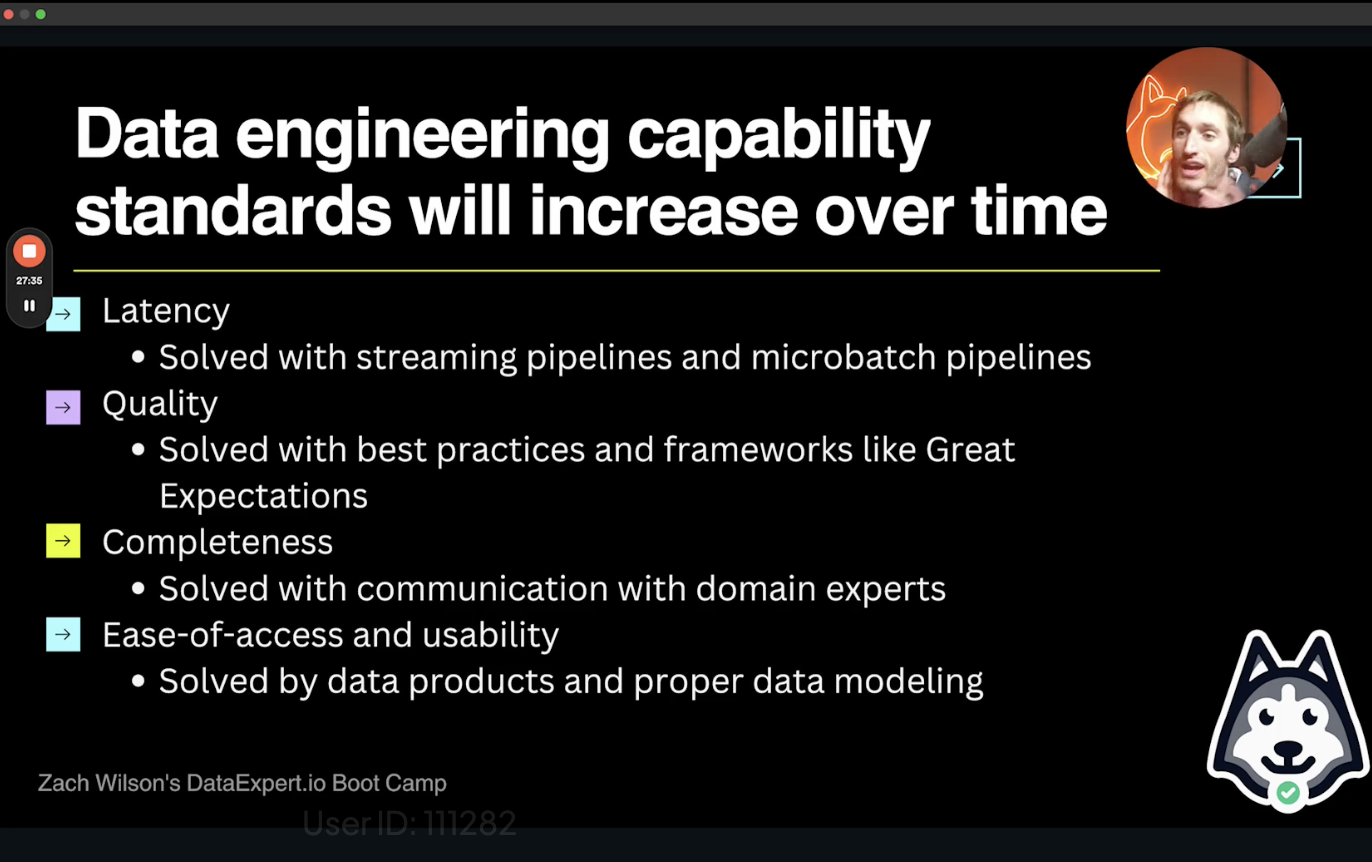 Data engineering capability
standards will increase over time
27:35
→ Latency
• Solved with streaming pipelines and microbatch pipelines
→ Quality
• Solved with best practices and frameworks like Great
Expectations
→ Completeness
• Solved with communication with domain experts
→ Ease-of-access and usability
• Solved by data products and proper data modeling
Zach Wilson's DataExpert.io Boot Camp
User ID: 111282